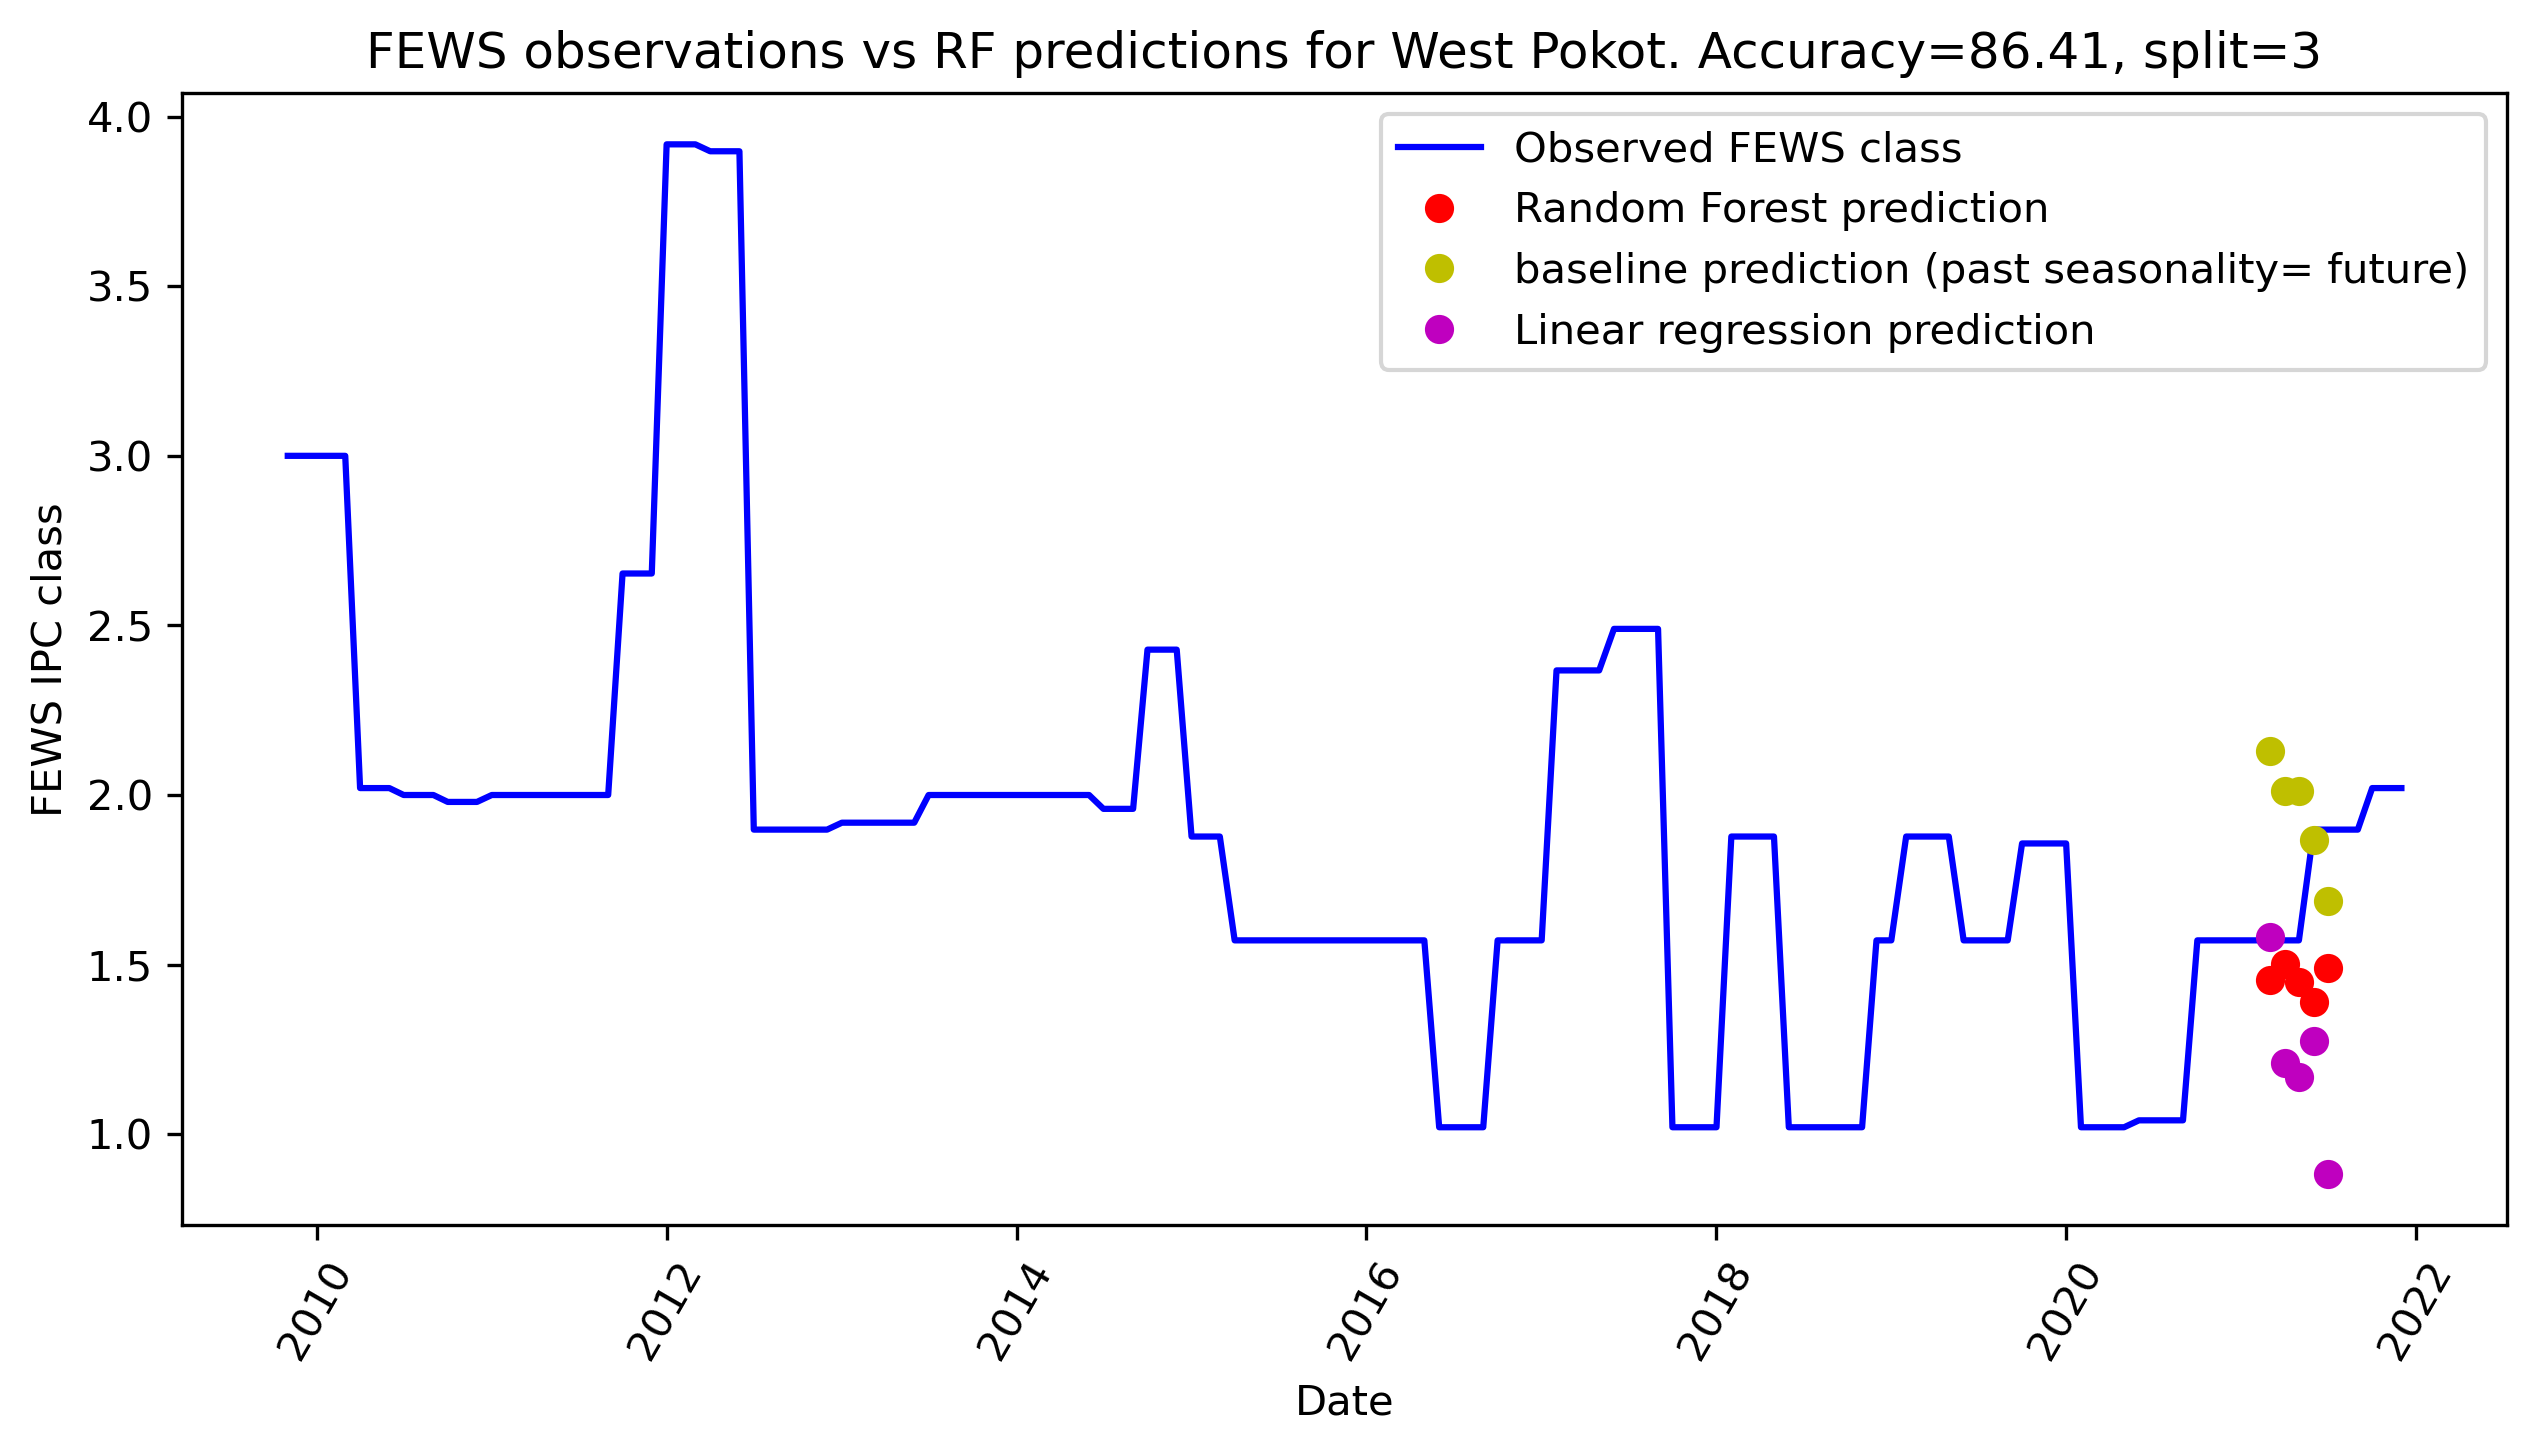 FEWS observations vs RF predictions for West Pokot. Accuracy=86.41, split=3
Observed FEWS class
Random Forest prediction
baseline prediction (past seasonality= future)
Linear regression prediction
FEWS IPC class
4.0
3.5
3.0
2.5
2.0
1.5
1.0
2010
2012
2014
2016
2018
2020
2022
Date